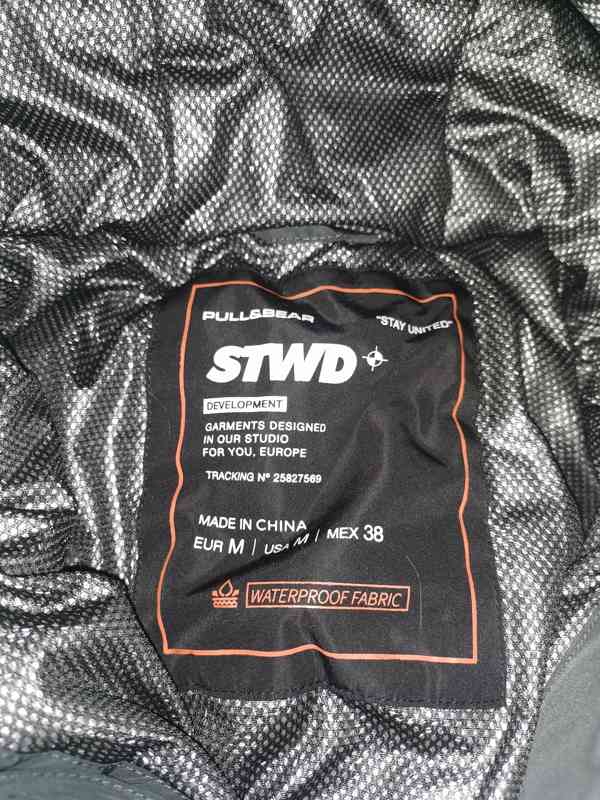 PULL&BEAR "STAY UNITED"
STWD
DEVELOPMENT
GARMENTS DESIGNED
IN OUR STUDIO
FOR YOU, EUROPE
TRACKING Nº 25827569
MADE IN CHINA
EUR M | USA M | MEX 38
WATERPROOF FABRIC